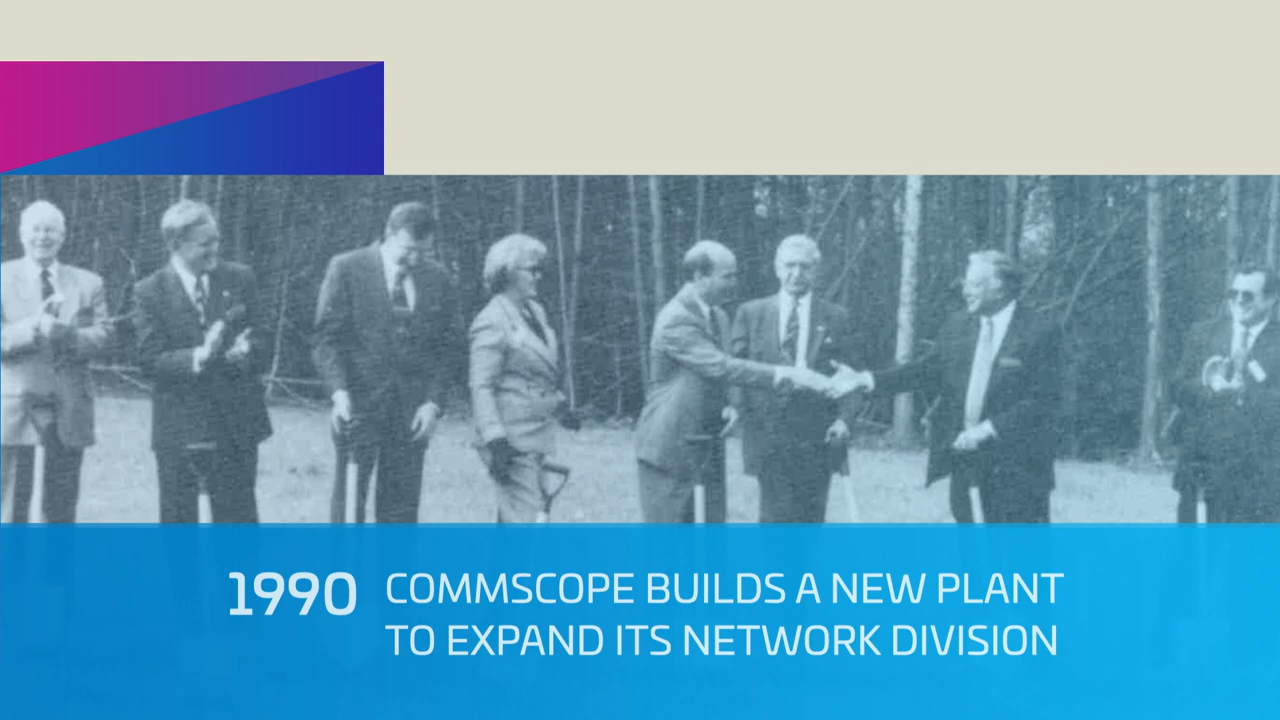 1990 COMMSCOPE BUILDS A NEW PLANT
TO EXPAND ITS NETWORK DIVISION